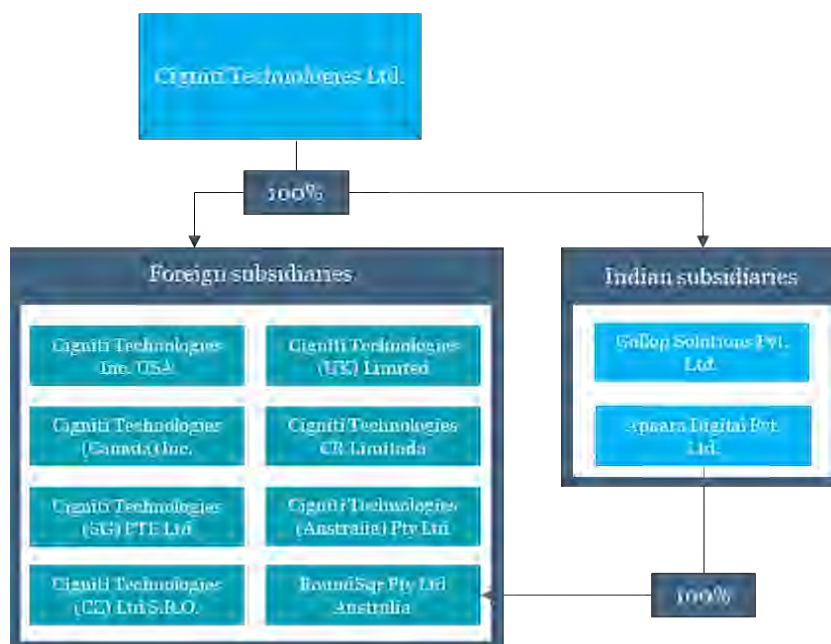 Cigniti Technologies Ltd.
100%
Foreign subsidiaries
Indian subsidiaries
Cigniti Technologies
Inc. USA
Cigniti Technologies
(UK) Limited
Gallop Solutions Pvt.
Ltd.
Cigniti Technologies
(Canada) Inc.
Cigniti Technologies
CR Limitada
Aparaa Digital Pvt.
Ltd.
Cigniti Technologies
(SG) PTE Ltd
Cigniti Technologies
(Australia) Pty Ltd
Cigniti Technologies
(CZ) Ltd S.R.O.
RoundSqr Pty Ltd
Australia
100%